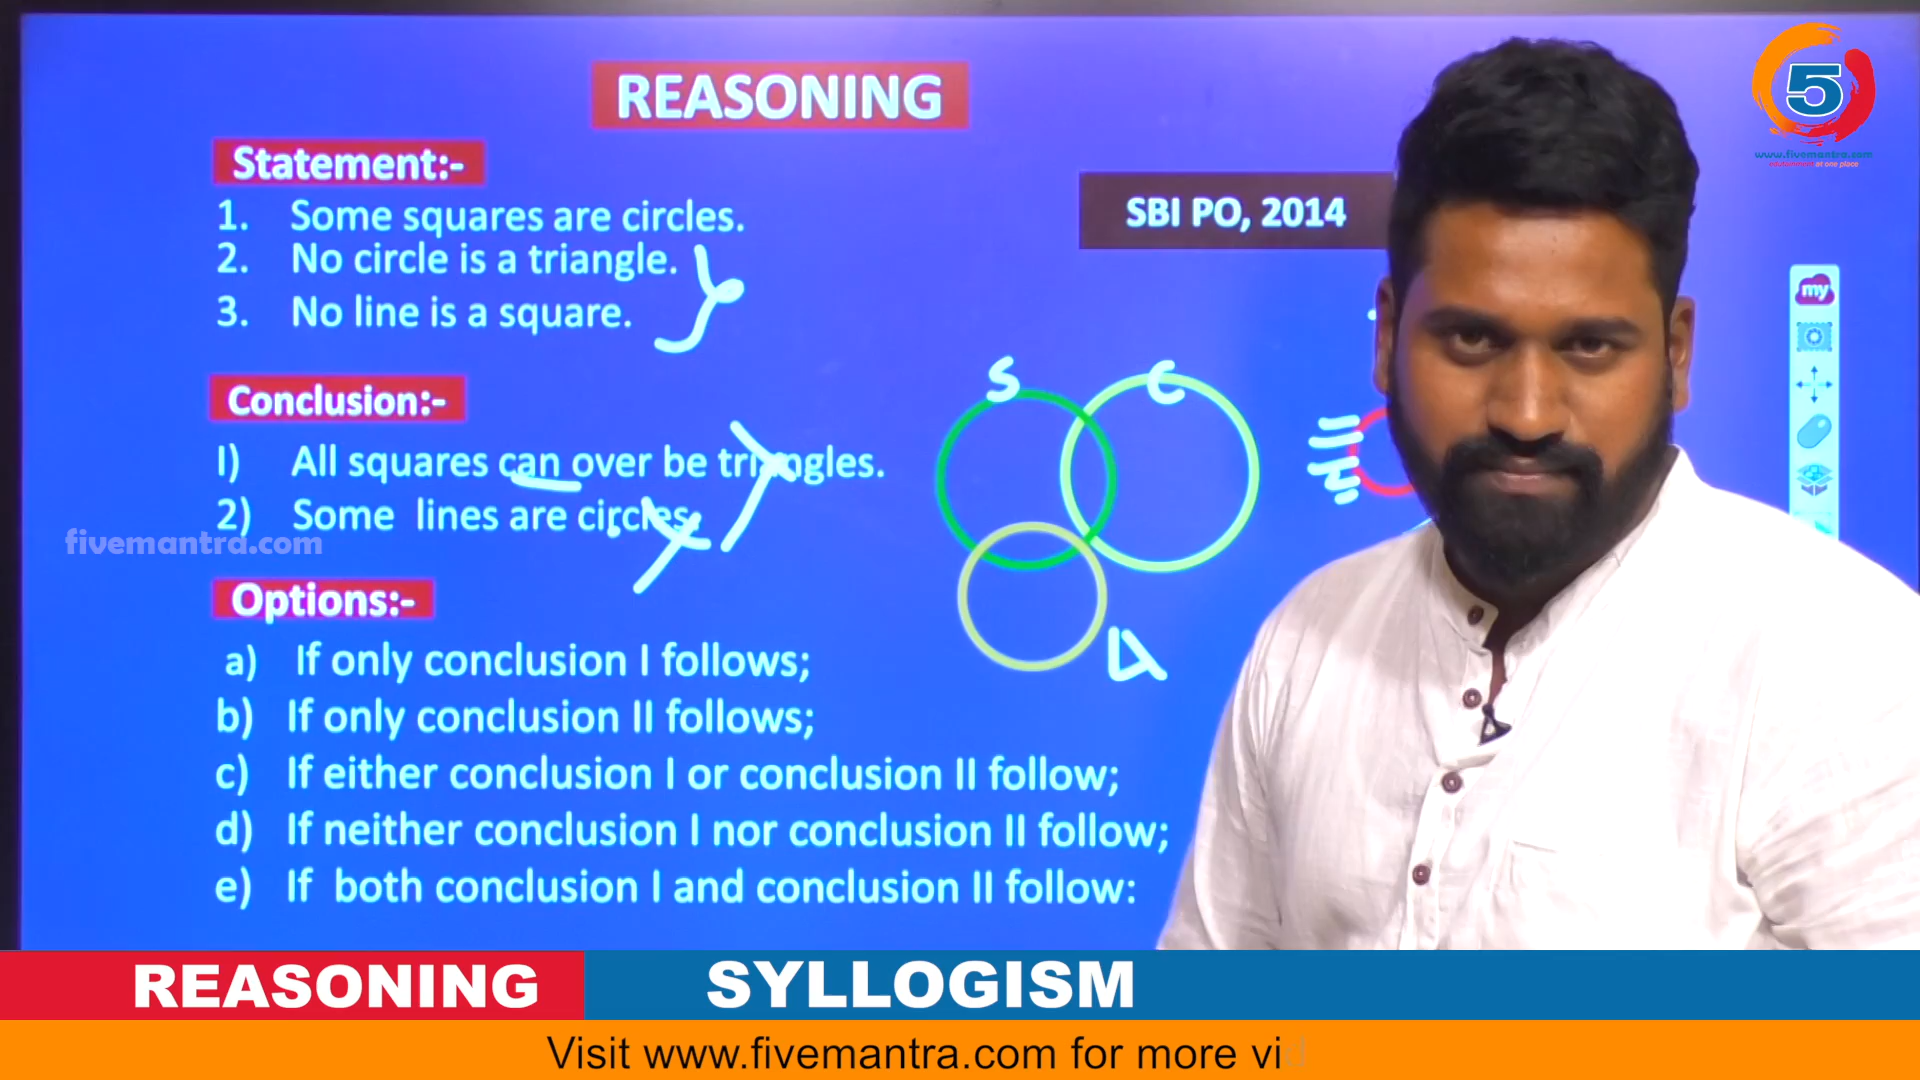 5
www.fivemantra.com
edutainment at one place
REASONING
Statement:-
SBI PO, 2014
1. Some squares are circles.
2. No circle is a triangle.
3. No line is a square.
my
S
C
Conclusion:-
I) All squares can over be triangles.
2) Some lines are circles.
fivemantra.com
Options:-
a) If only conclusion I follows;
b) If only conclusion II follows;
c) If either conclusion I or conclusion II follow;
d) If neither conclusion I nor conclusion II follow;
e) If both conclusion I and conclusion II follow:
REASONING SYLLOGISM
Visit www.fivemantra.com for more vi